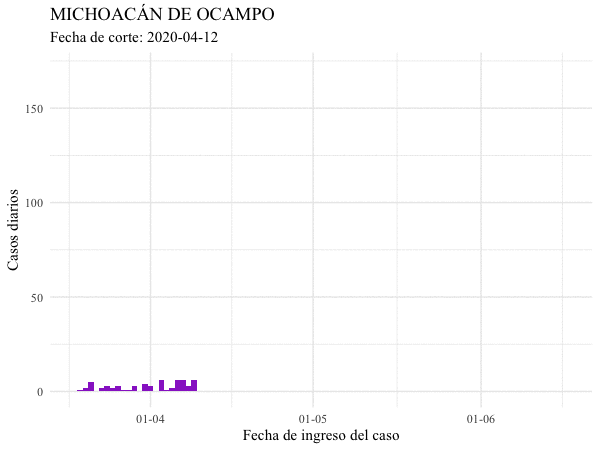 MICHOACÁN DE OCAMPO
Fecha de corte: 2020-04-12
Casos diarios
150
100
50
0
01-04
01-05
01-06
Fecha de ingreso del caso